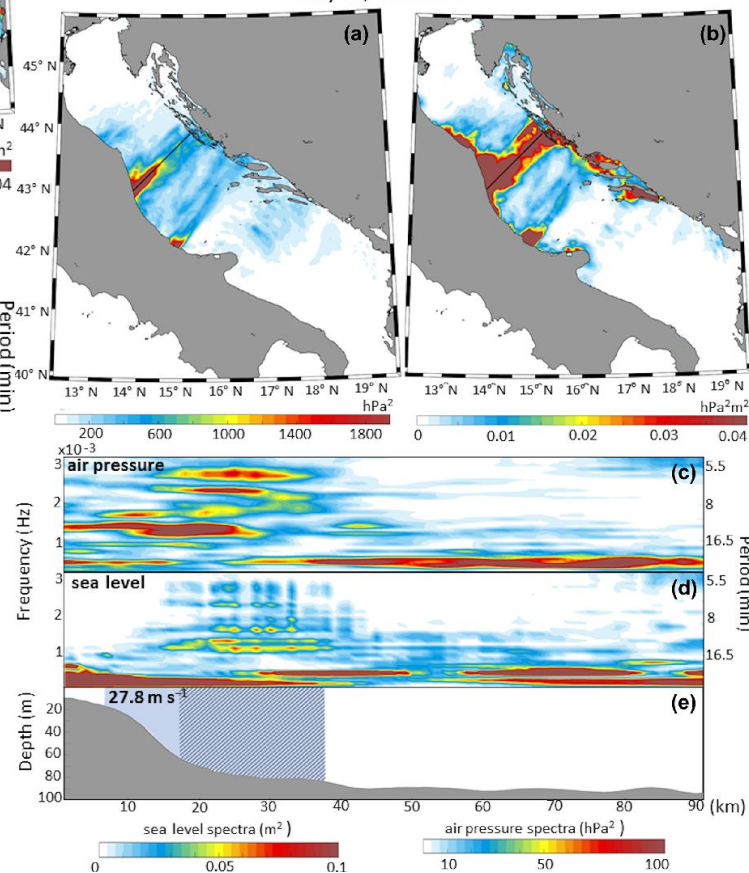 (a)
(b)
45° N
44° N
43° N
42° N
41° N
40° N
N
m²
04
Period (min)
13° N 14° N 15° N 16° N 17° N 18° N 19° N
13° N 14° N 15° N 16° N 17° N 18° N 19° N
hPa²
200 600 1000 1400 1800
hPa²m²
0 0.01 0.02 0.03 0.04
x10⁻³
air pressure
(c)
3
2
1
5.5
8
16.5
Frequency (Hz)
Period (min)
sea level
(d)
3
2
1
5.5
8
16.5
27.8 m s⁻¹
(e)
Depth (m)
20
40
60
80
100
10 20 30 40 50 60 70 80 90 (km)
sea level spectra (m²)
0 0.05 0.1
air pressure spectra (hPa²)
10 50 100